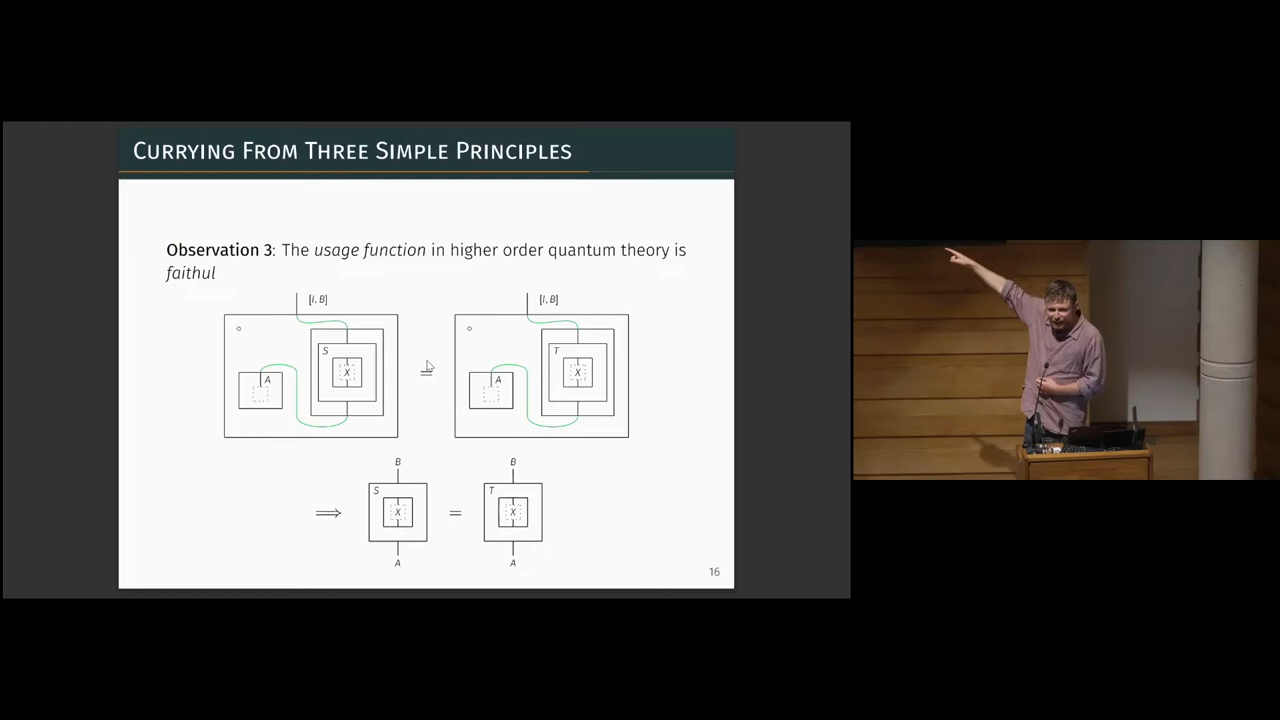 CURRYING FROM THREE SIMPLE PRINCIPLES
Observation 3: The usage function in higher order quantum theory is
faithul
[I, B] [I, B]
∘ S A X = ∘ T A X
B B
⟹ S X = T X
A A
16